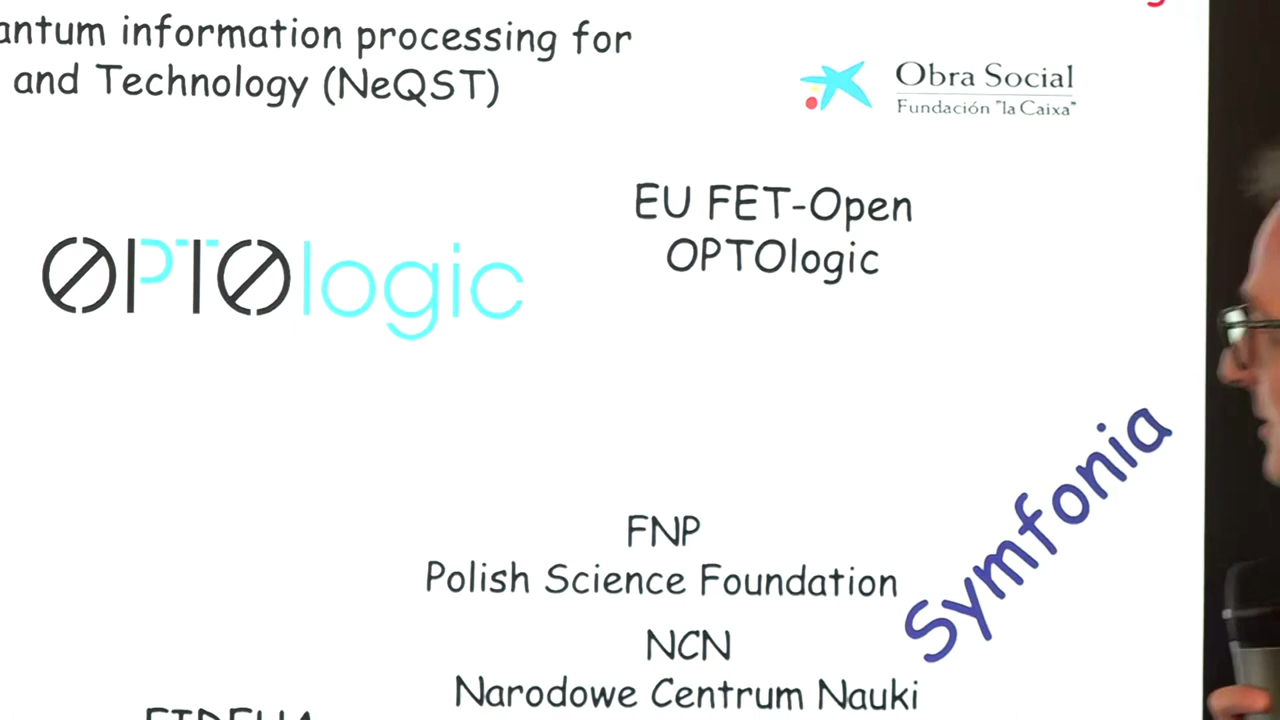 antum information processing for
and Technology (NeQST)
Obra Social
Fundación "la Caixa"
EU FET-Open
OPTOlogic
OPTOlogic
Symfonia
FNP
Polish Science Foundation
NCN
Narodowe Centrum Nauki